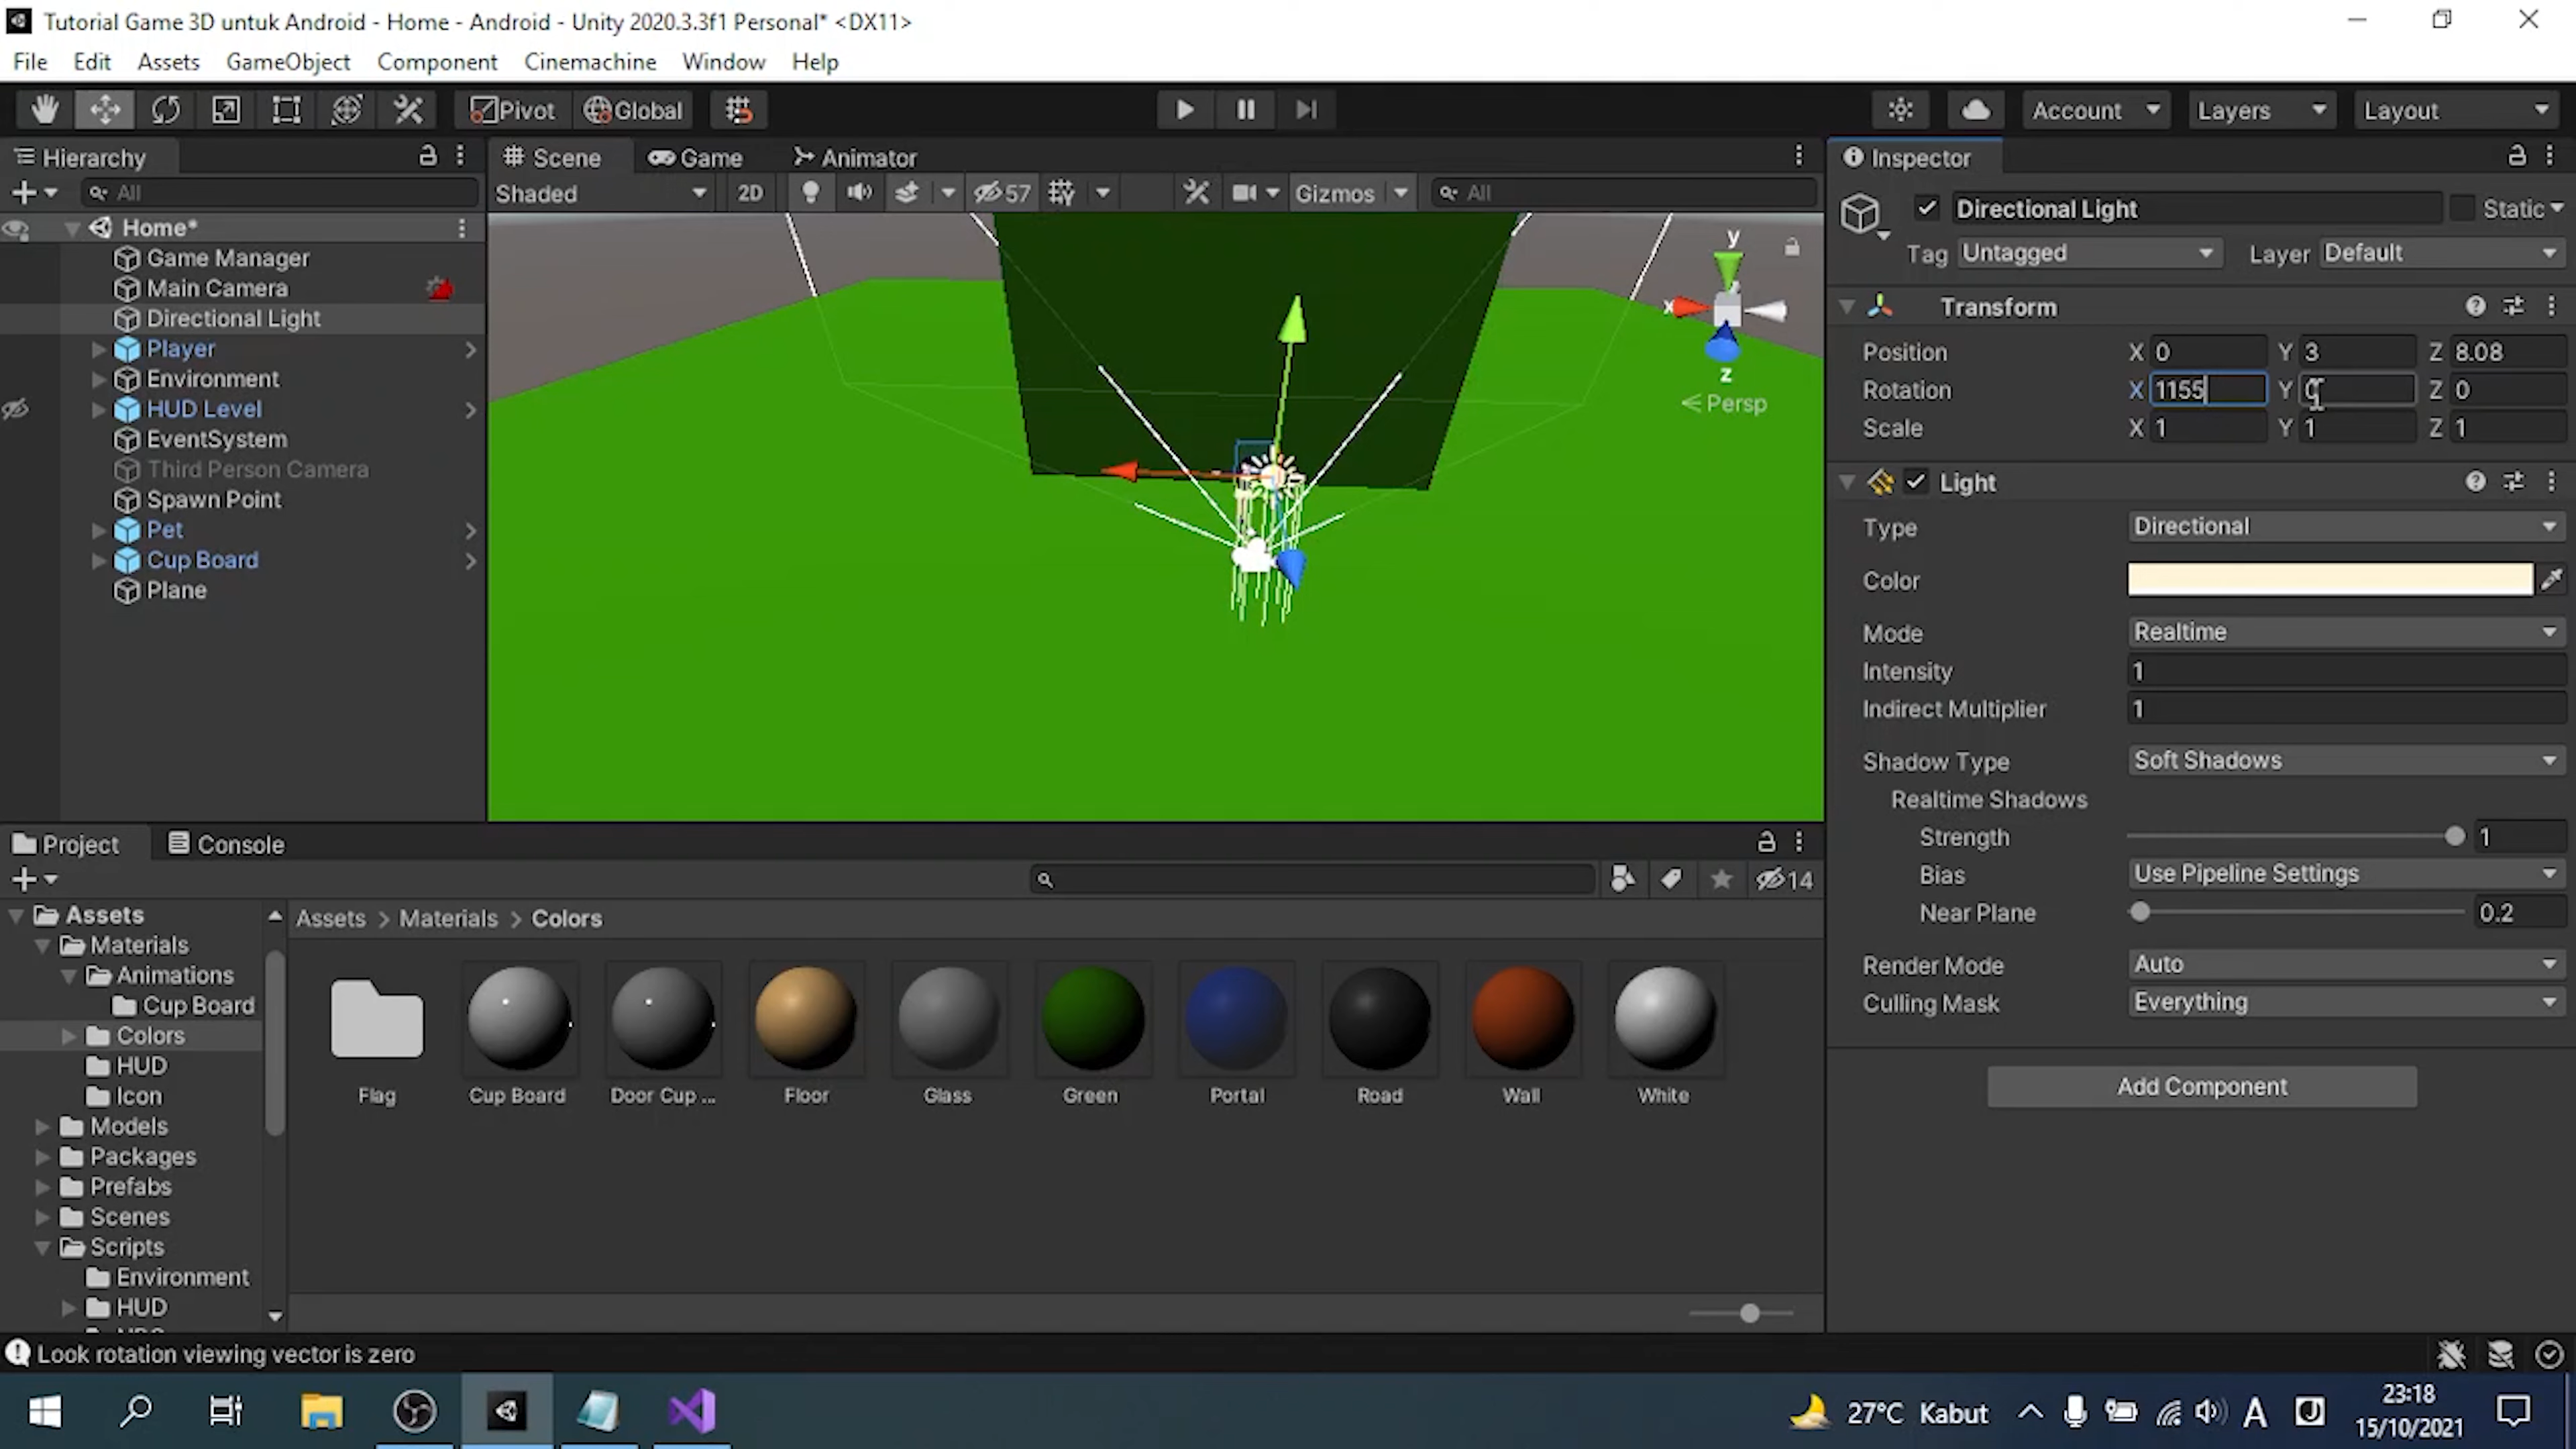 Tutorial Game 3D untuk Android - Home - Android - Unity 2020.3.3f1 Personal* <DX11>
File Edit Assets GameObject Component Cinemachine Window Help
Pivot Global Account Layers Layout
Hierarchy
All
Home*
Game Manager
Main Camera
Directional Light
Player
Environment
HUD Level
EventSystem
Third Person Camera
Spawn Point
Pet
Cup Board
Plane
Scene Game Animator
Shaded 2D 57 Gizmos All
y
x
z
Persp
Inspector
Directional Light Static
Tag Untagged Layer Default
Transform
Position X 0 Y 3 Z 8.08
Rotation X 1155 Y 0 Z 0
Scale X 1 Y 1 Z 1
Light
Type Directional
Color
Mode Realtime
Intensity 1
Indirect Multiplier 1
Shadow Type Soft Shadows
Realtime Shadows
Strength 1
Bias Use Pipeline Settings
Near Plane 0.2
Render Mode Auto
Culling Mask Everything
Add Component
Project Console
14
Assets
Materials
Animations
Cup Board
Colors
HUD
Icon
Models
Packages
Prefabs
Scenes
Scripts
Environment
HUD
Assets > Materials > Colors
Flag Cup Board Door Cup ... Floor Glass Green Portal Road Wall White
Look rotation viewing vector is zero
27°C Kabut A 23:18
15/10/2021